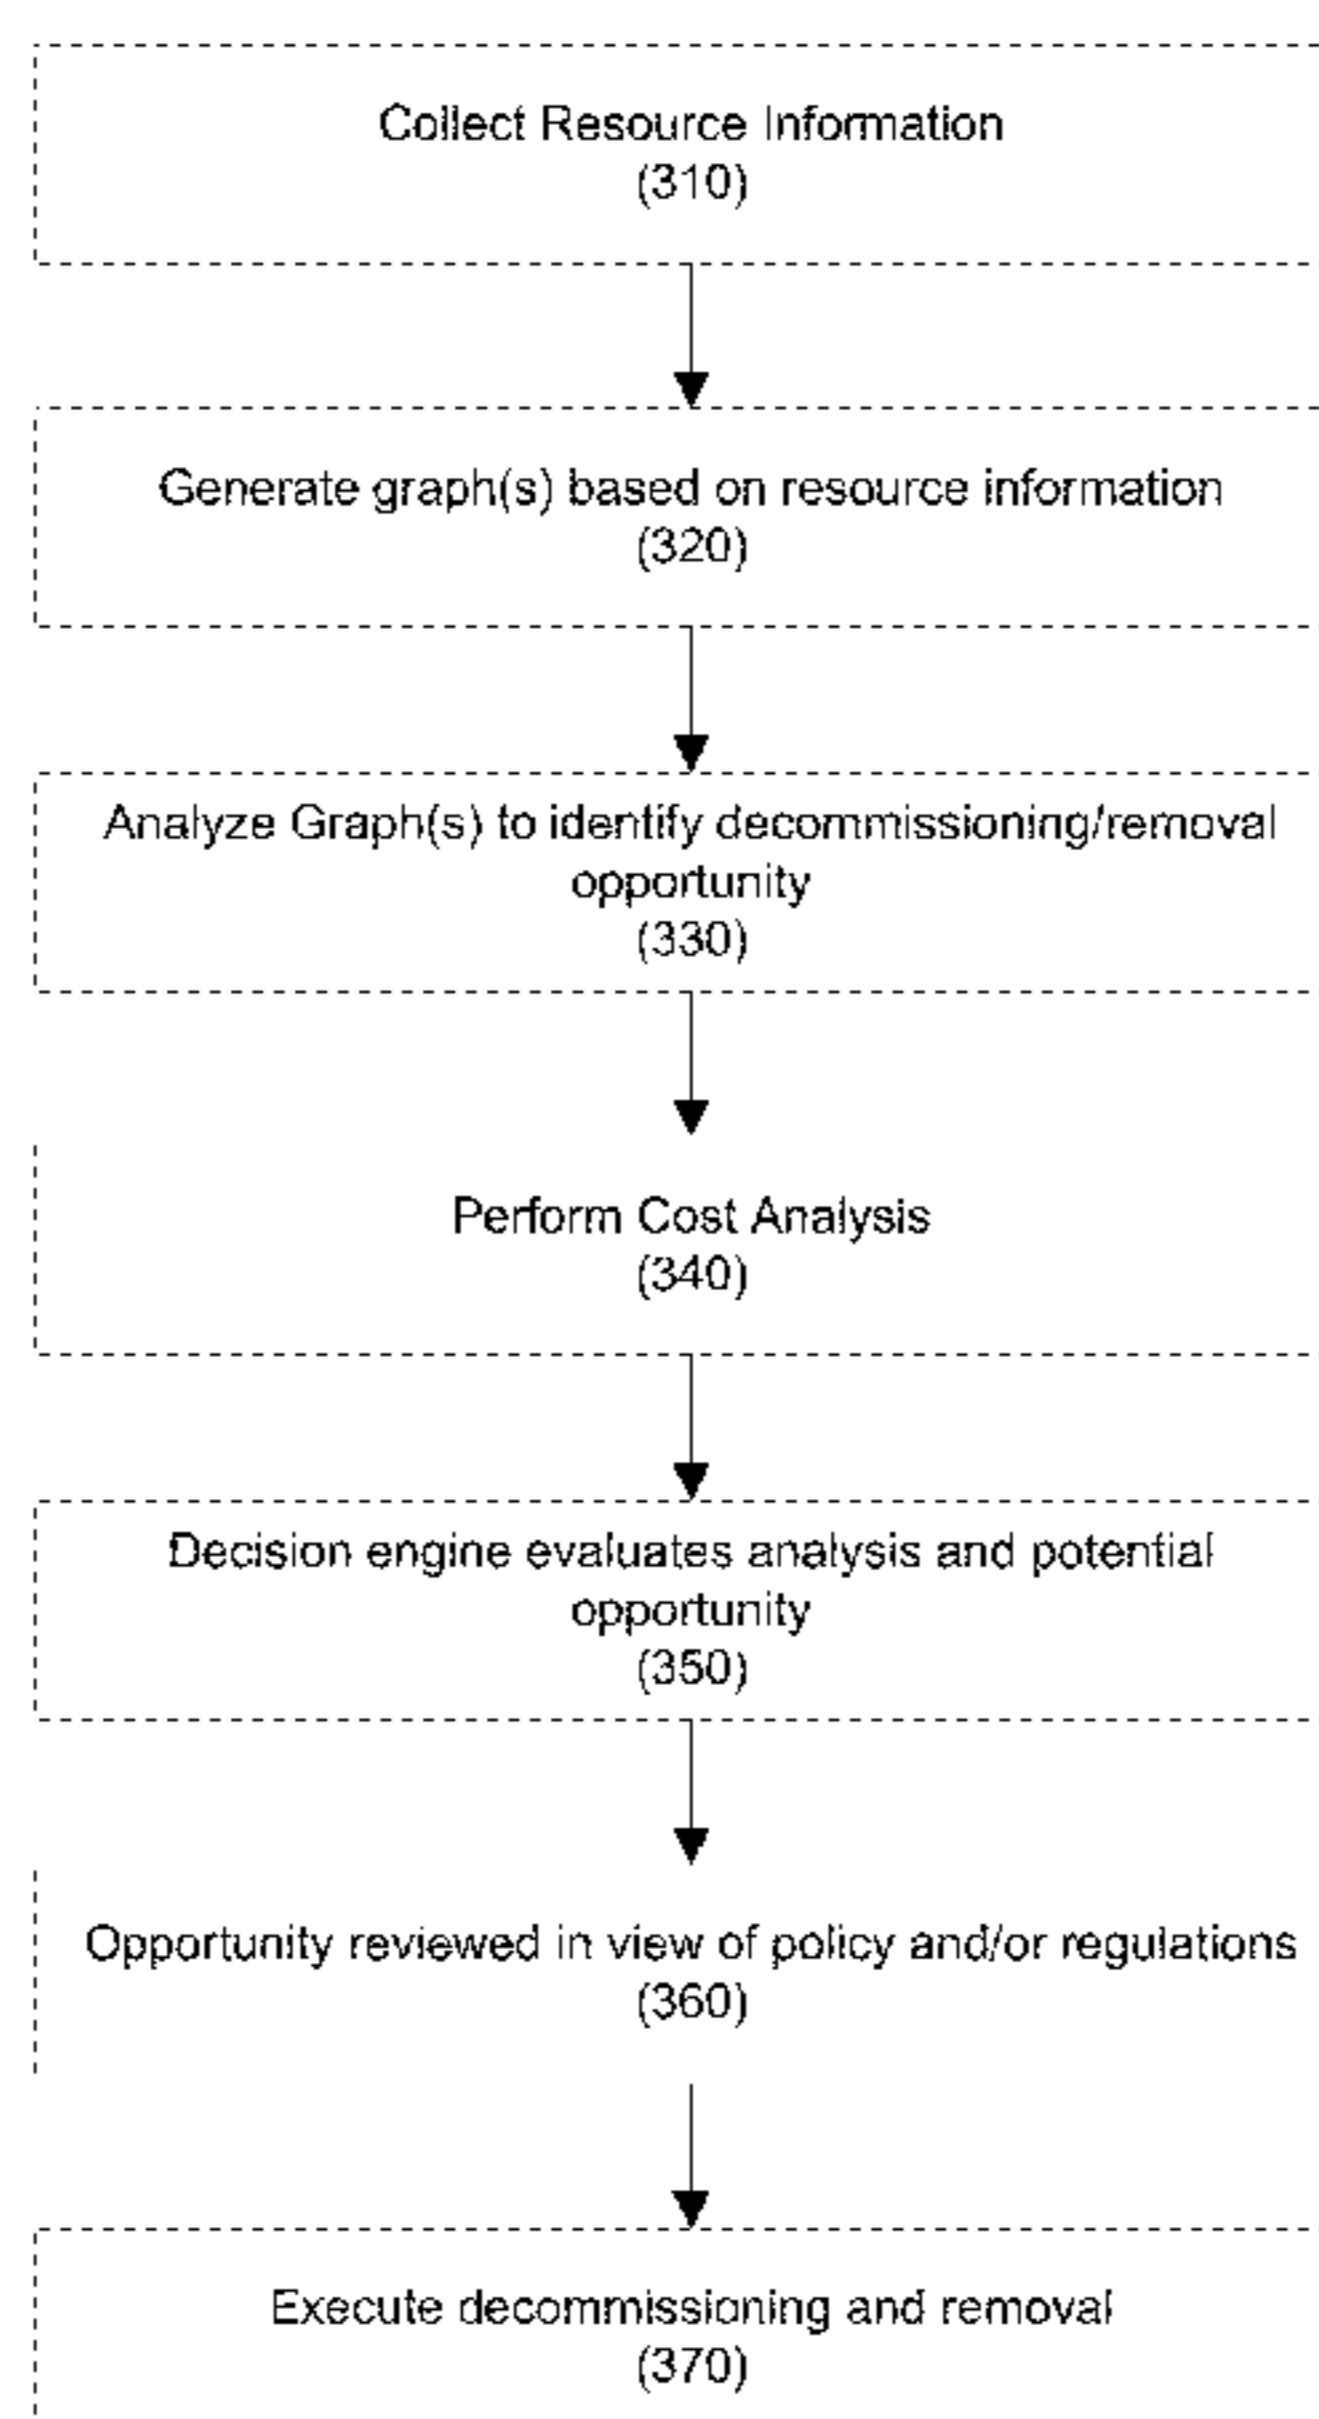 Collect Resource Information
(310)
Generate graph(s) based on resource information
(320)
Analyze Graph(s) to identify decommissioning/removal
opportunity
(330)
Perform Cost Analysis
(340)
Decision engine evaluates analysis and potential
opportunity
(350)
Opportunity reviewed in view of policy and/or regulations
(360)
Execute decommissioning and removal
(370)